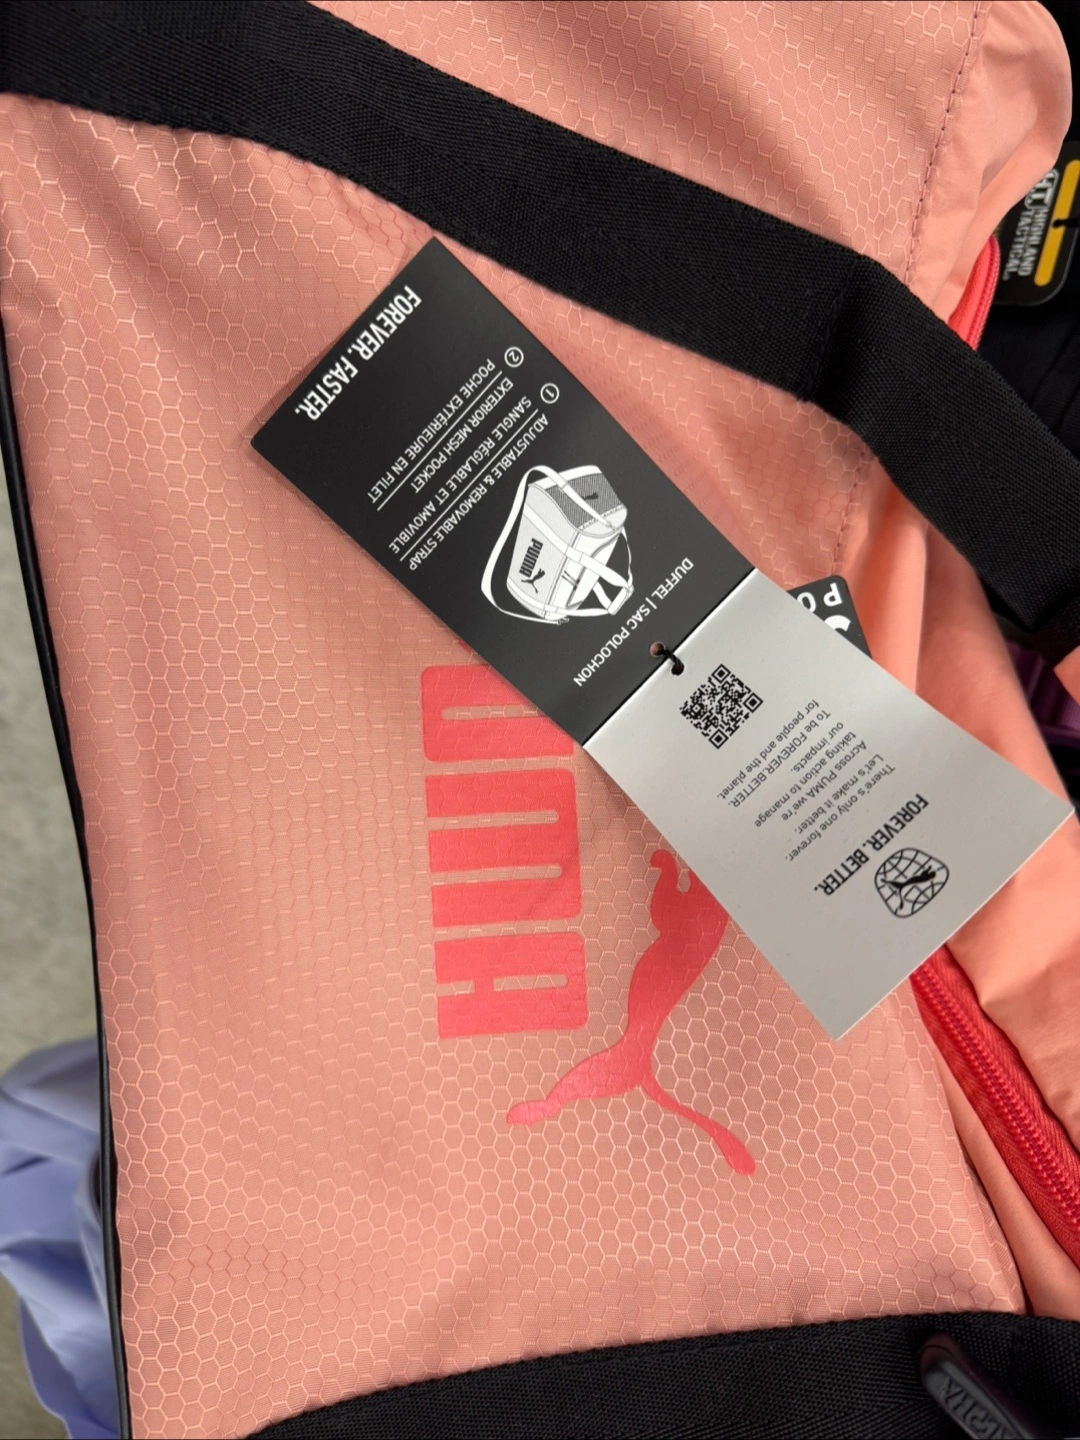 FOREVER. FASTER.
① ADJUSTABLE & REMOVABLE STRAP
SANGLE RÉGLABLE ET AMOVIBLE
② EXTERIOR MESH POCKET
POCHE EXTÉRIEURE EN FILET
PUMA
DUFFEL | SAC POLOCHON
There's only one forever.
Let's make it better.
Across PUMA we're
taking action to manage
our impacts.
To be FOREVER BETTER.
for people and the planet.
FOREVER. BETTER.
HIGHLAND
TACTICAL